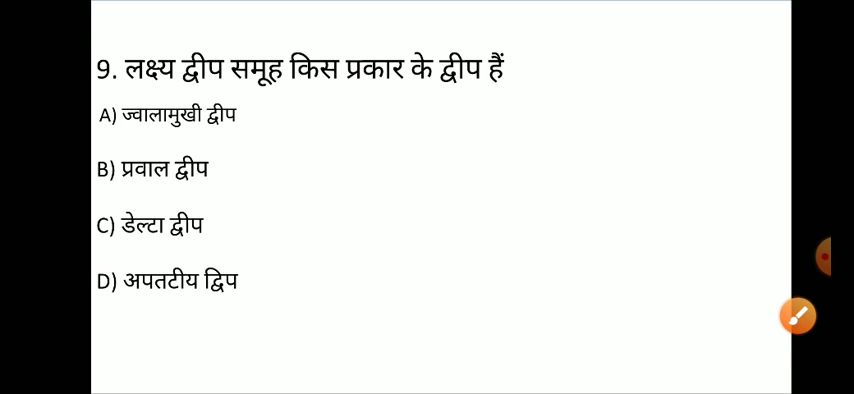 9. लक्ष्य द्वीप समूह किस प्रकार के द्वीप हैं
A) ज्वालामुखी द्वीप
B) प्रवाल द्वीप
C) डेल्टा द्वीप
D) अपतटीय द्विप